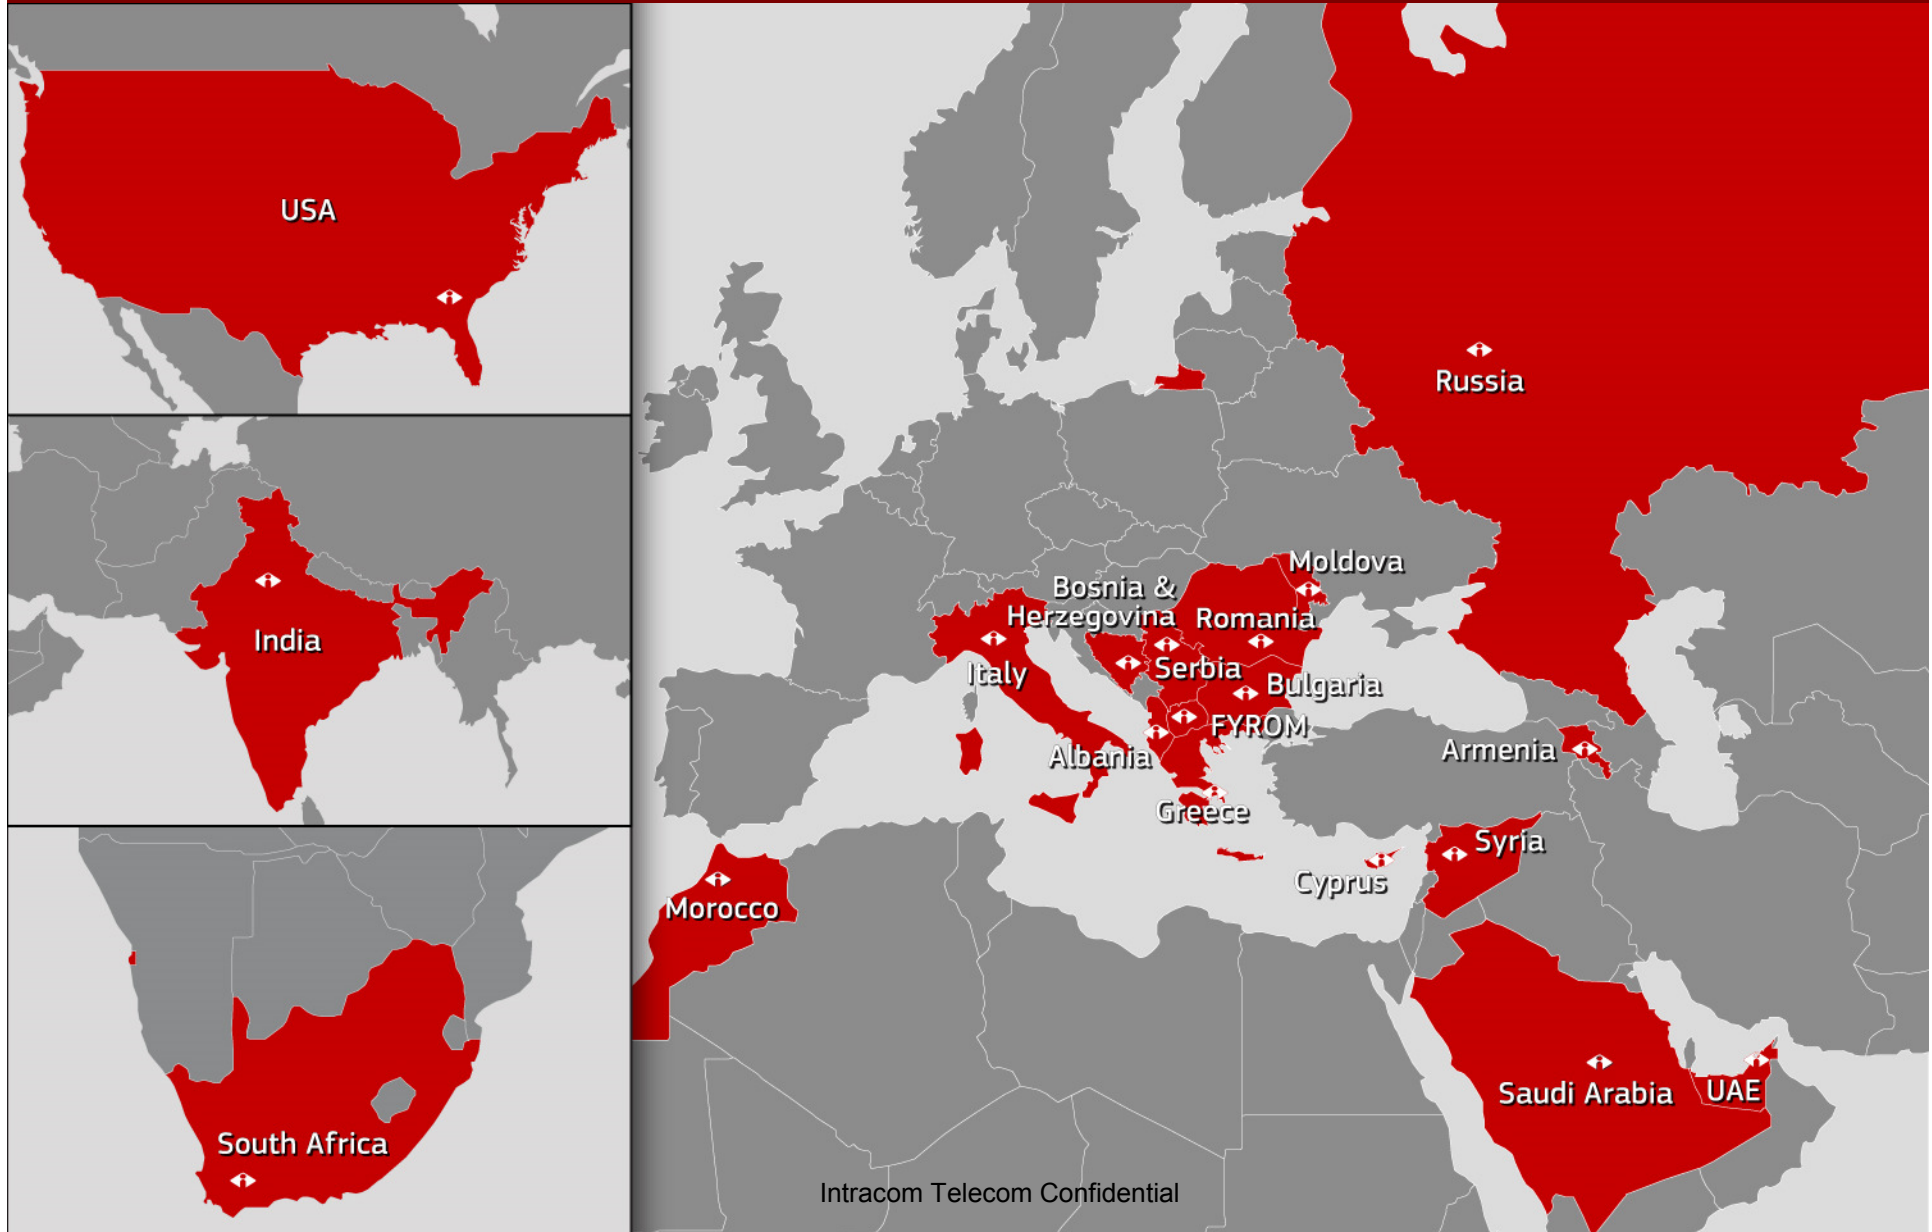 USA
India
South Africa
Russia
Moldova
Bosnia &
Herzegovina
Romania
Italy
Serbia
Bulgaria
FYROM
Albania
Armenia
Greece
Syria
Cyprus
Morocco
Saudi Arabia
UAE
Intracom Telecom Confidential